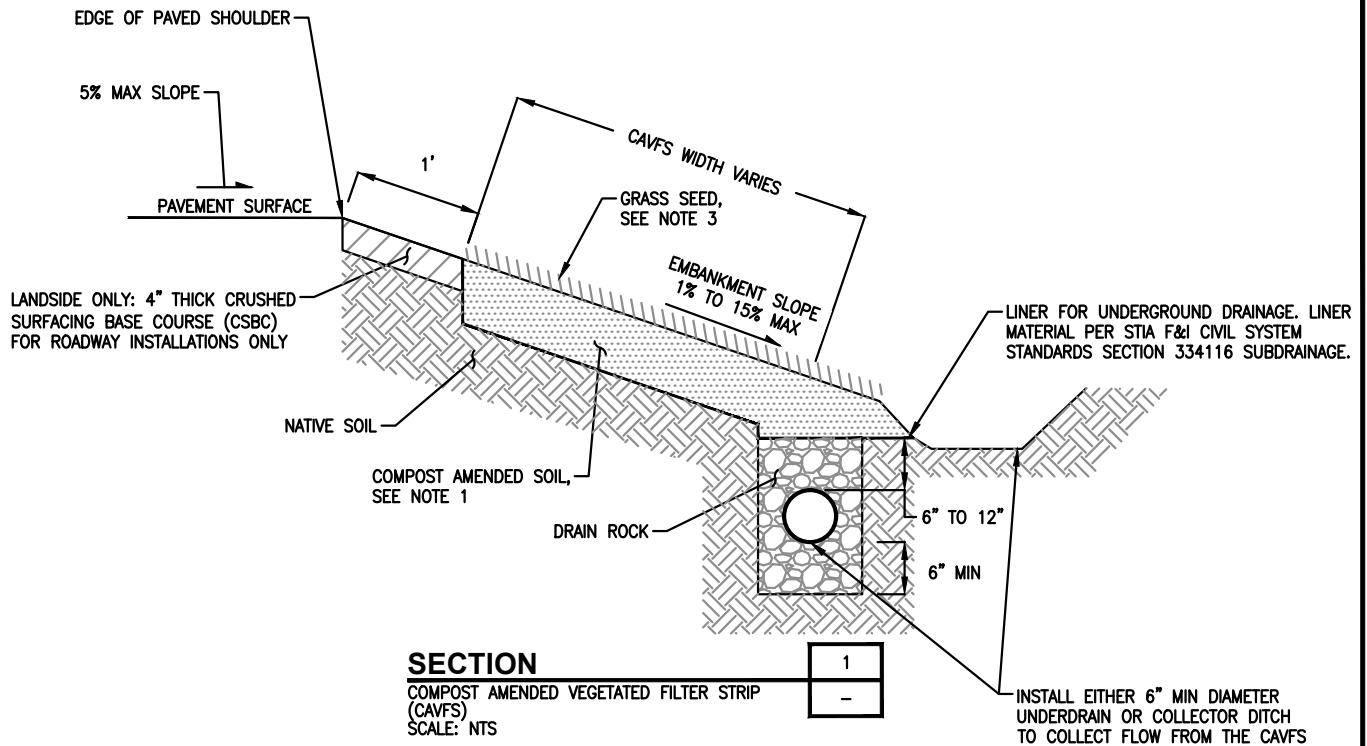 EDGE OF PAVED SHOULDER
5% MAX SLOPE
PAVEMENT SURFACE
1'
CAVFS WIDTH VARIES
GRASS SEED,
SEE NOTE 3
EMBANKMENT SLOPE
1% TO 15% MAX
LANDSIDE ONLY: 4" THICK CRUSHED
SURFACING BASE COURSE (CSBC)
FOR ROADWAY INSTALLATIONS ONLY
LINER FOR UNDERGROUND DRAINAGE. LINER
MATERIAL PER STIA F&I CIVIL SYSTEM
STANDARDS SECTION 334116 SUBDRAINAGE.
NATIVE SOIL
COMPOST AMENDED SOIL,
SEE NOTE 1
DRAIN ROCK
6" TO 12"
6" MIN
SECTION
1
-
COMPOST AMENDED VEGETATED FILTER STRIP
(CAVFS)
SCALE: NTS
INSTALL EITHER 6" MIN DIAMETER
UNDERDRAIN OR COLLECTOR DITCH
TO COLLECT FLOW FROM THE CAVFS